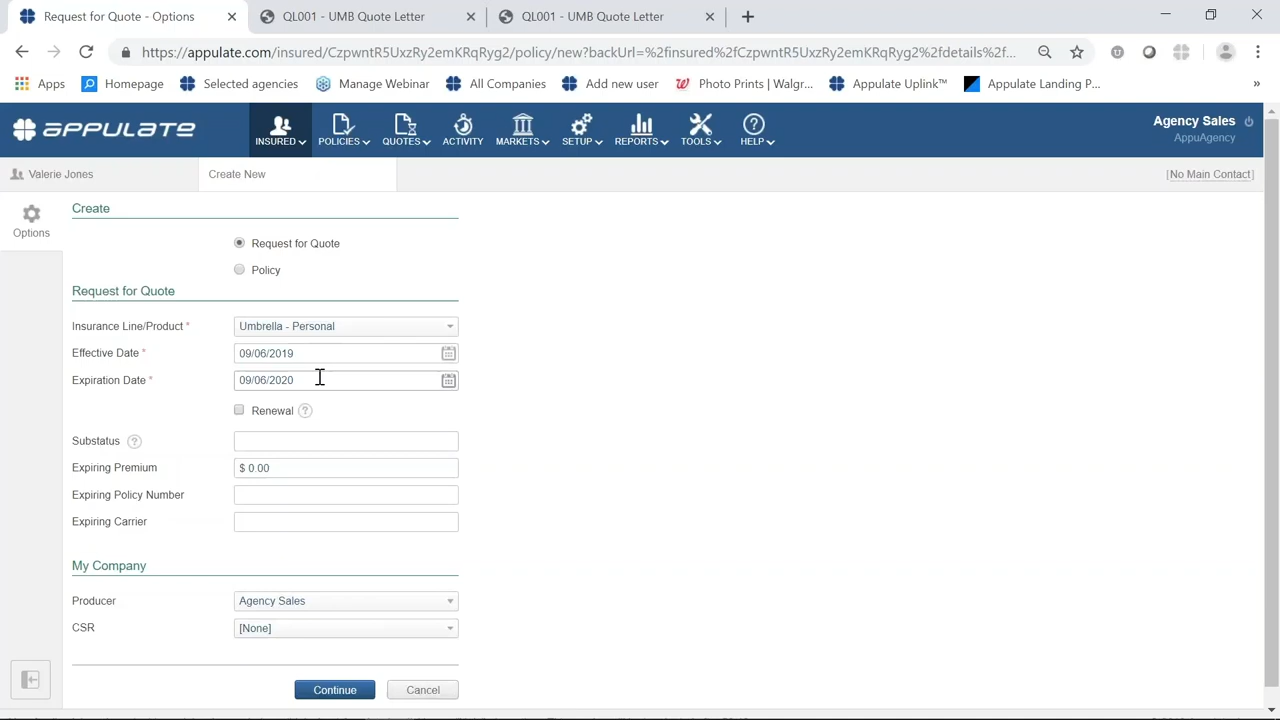 Request for Quote - Options
QL001 - UMB Quote Letter
QL001 - UMB Quote Letter
https://appulate.com/insured/CzpwntR5UxzRy2emKRqRyg2/policy/new?backUrl=%2finsured%2fCzpwntR5UxzRy2emKRqRyg2%2fdetails%2f...
Apps Homepage Selected agencies Manage Webinar All Companies Add new user Photo Prints | Walgr... Appulate Uplink™ Appulate Landing P... »
APPULATE
INSURED POLICIES QUOTES ACTIVITY MARKETS SETUP REPORTS TOOLS HELP
Agency Sales
AppuAgency
Valerie Jones
Create New
[No Main Contact]
Options
Create
Request for Quote
Policy
Request for Quote
Insurance Line/Product * Umbrella - Personal
Effective Date * 09/06/2019
Expiration Date * 09/06/2020
Renewal ?
Substatus ?
Expiring Premium $ 0.00
Expiring Policy Number
Expiring Carrier
My Company
Producer Agency Sales
CSR [None]
Continue Cancel